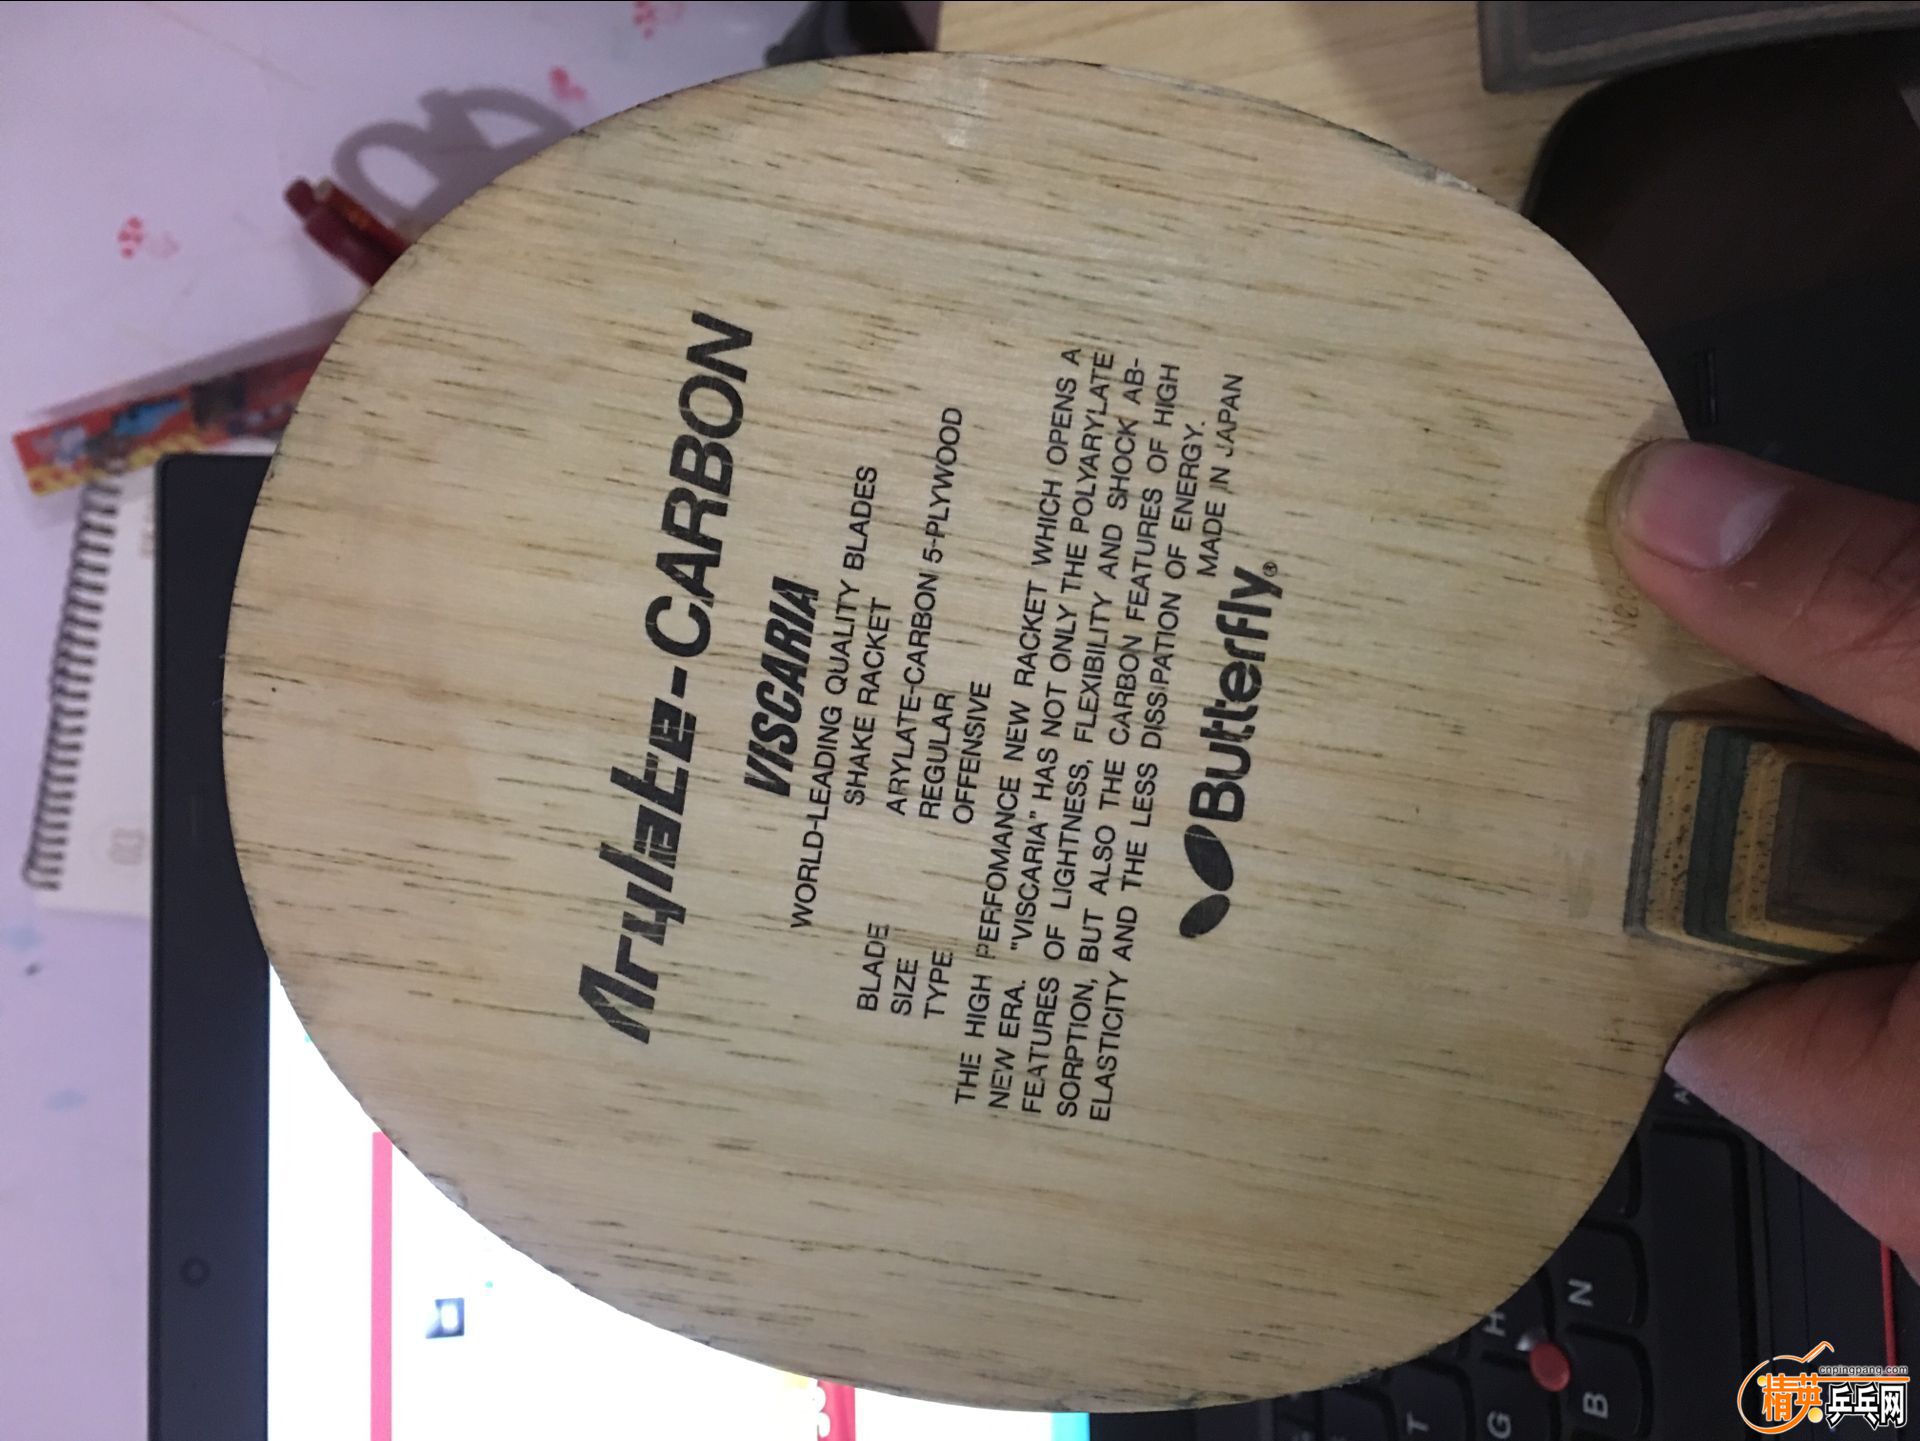 Arylate-CARBON
VISCARIA
WORLD-LEADING QUALITY BLADES
SHAKE RACKET
BLADE ARYLATE-CARBON 5-PLYWOOD
SIZE REGULAR
TYPE OFFENSIVE
THE HIGH PERFOMANCE NEW RACKET WHICH OPENS A
NEW ERA. "VISCARIA" HAS NOT ONLY THE POLYARYLATE
FEATURES OF LIGHTNESS, FLEXIBILITY AND SHOCK AB-
SORPTION, BUT ALSO THE CARBON FEATURES OF HIGH
ELASTICITY AND THE LESS DISSIPATION OF ENERGY.
MADE IN JAPAN
Butterfly®
H
N
T
G
B
cnpingpang.com
精英乒乓网